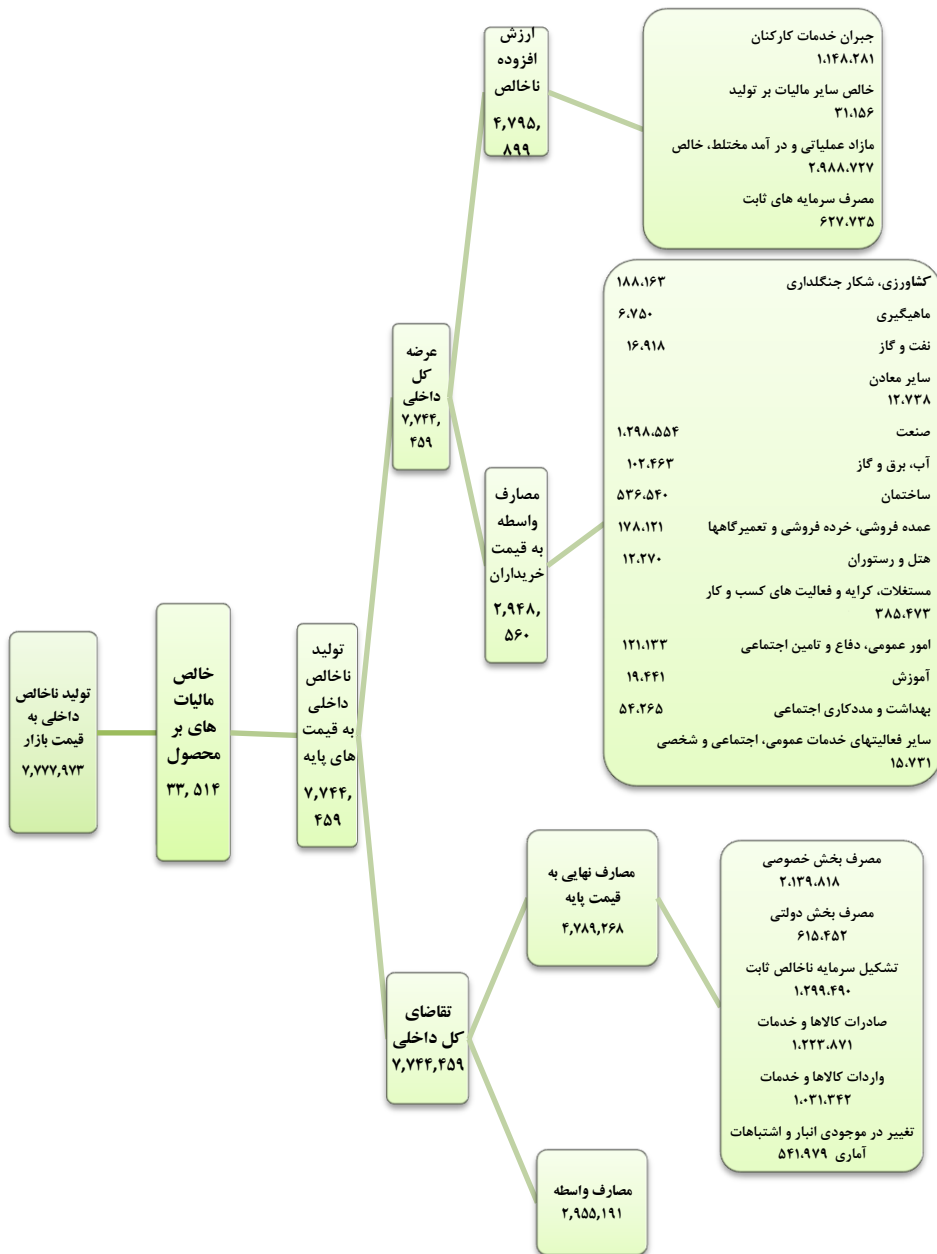 ارزش
افزوده
ناخالص
۴,۷۹۵,
۸۹۹
جبران خدمات کارکنان
۱،۱۴۸،۲۸۱
خالص سایر مالیات بر تولید
۳۱،۱۵۶
مازاد عملیاتی و در آمد مختلط، خالص
۲،۹۸۸،۷۲۷
مصرف سرمایه های ثابت
۶۲۷،۷۳۵
کشاورزی، شکار جنگلداری ۱۸۸،۱۶۳
ماهیگیری ۶،۷۵۰
نفت و گاز ۱۶،۹۱۸
سایر معادن
۱۲،۷۳۸
صنعت ۱،۲۹۸،۵۵۴
آب، برق و گاز ۱۰۲،۴۶۳
ساختمان ۵۳۶،۵۴۰
عمده فروشی، خرده فروشی و تعمیرگاهها ۱۷۸،۱۲۱
هتل و رستوران ۱۲،۲۷۰
مستغلات، کرایه و فعالیت های کسب و کار
۳۸۵،۴۷۳
امور عمومی، دفاع و تامین اجتماعی ۱۲۱،۱۳۳
آموزش ۱۹،۴۴۱
بهداشت و مددکاری اجتماعی ۵۴،۲۶۵
سایر فعالیتهای خدمات عمومی، اجتماعی و شخصی
۱۵،۷۳۱
عرضه
کل
داخلی
۷,۷۴۴,
۴۵۹
مصارف
واسطه
به قیمت
خریداران
۲,۹۴۸,
۵۶۰
تولید
ناخالص
داخلی
به قیمت
های پایه
۷,۷۴۴,
۴۵۹
خالص
مالیات
های بر
محصول
۳۳, ۵۱۴
تولید ناخالص
داخلی به
قیمت بازار
۷,۷۷۷,۹۷۳
مصارف نهایی به
قیمت پایه
۴,۷۸۹,۲۶۸
مصرف بخش خصوصی
۲،۱۳۹،۸۱۸
مصرف بخش دولتی
۶۱۵،۴۵۲
تشکیل سرمایه ناخالص ثابت
۱،۲۹۹،۴۹۰
صادرات کالاها و خدمات
۱،۲۲۳،۸۷۱
واردات کالاها و خدمات
۱،۰۳۱،۳۴۲
تغییر در موجودی انبار و اشتباهات
آماری ۵۴۱،۹۷۹
تقاضای
کل داخلی
۷,۷۴۴,۴۵۹
مصارف واسطه
۲,۹۵۵,۱۹۱